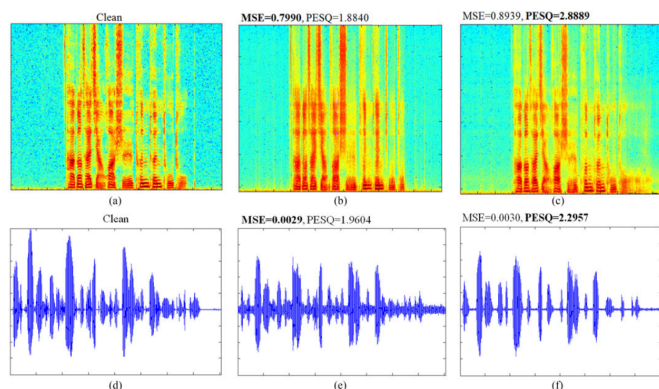 Clean
MSE=0.7990, PESQ=1.8840
MSE=0.8939, PESQ=2.8889
(a)
(b)
(c)
Clean
MSE=0.0029, PESQ=1.9604
MSE=0.0030, PESQ=2.2957
(d)
(e)
(f)